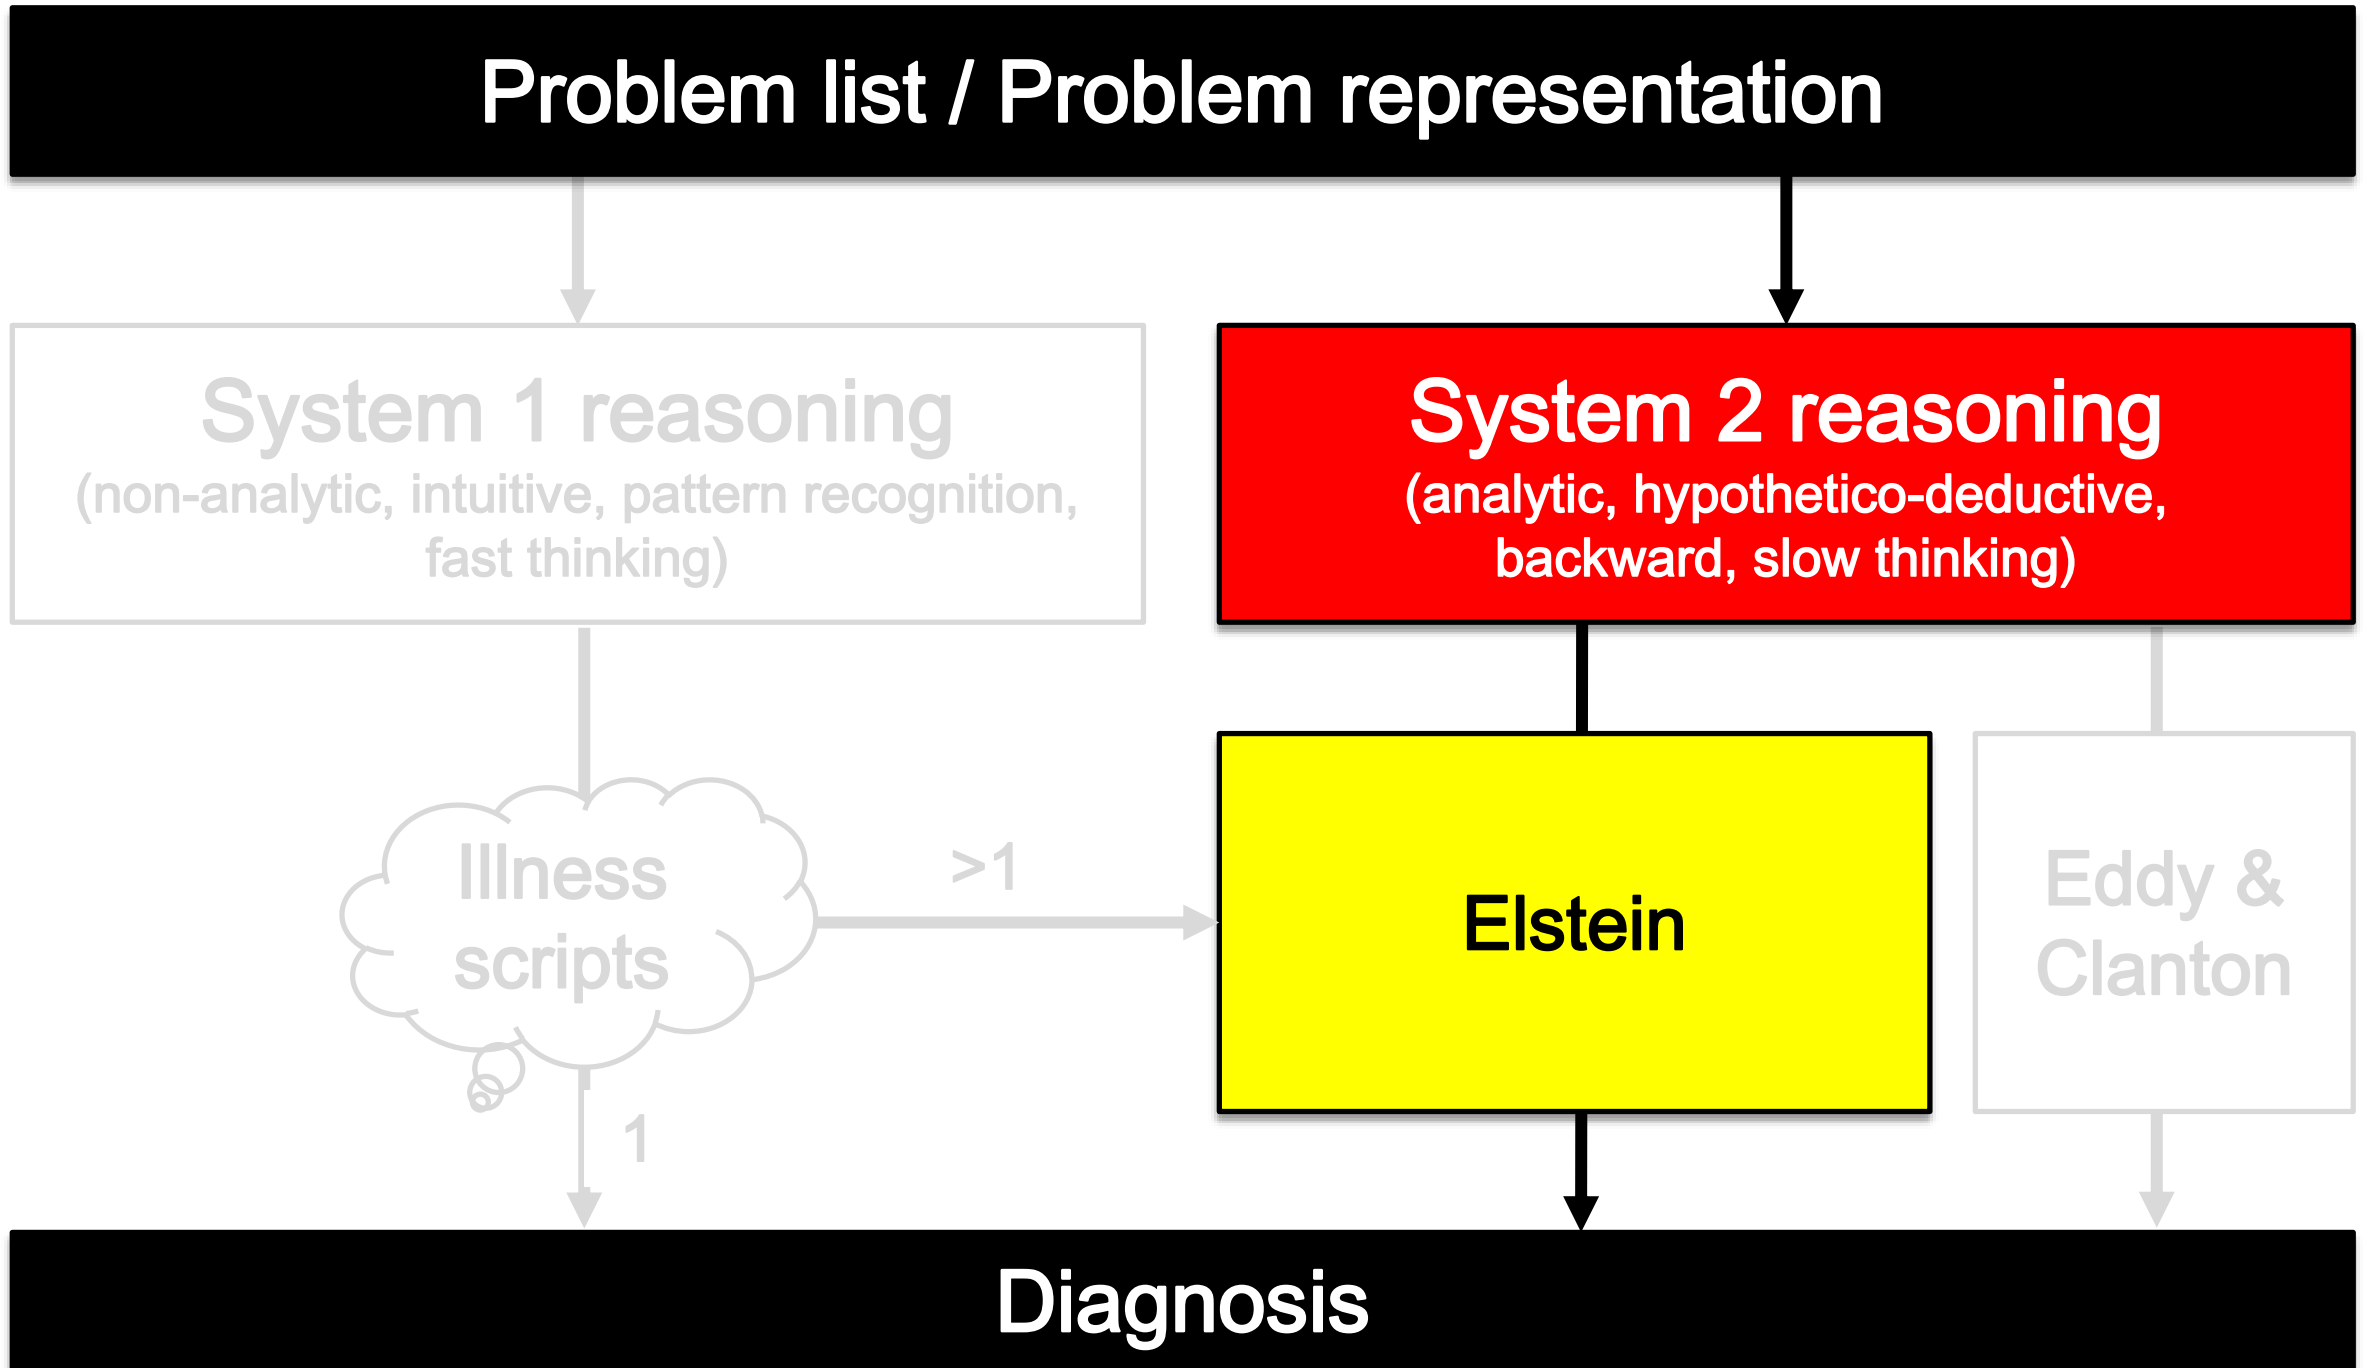 Problem list / Problem representation
System 1 reasoning
(non-analytic, intuitive, pattern recognition,
fast thinking)
System 2 reasoning
(analytic, hypothetico-deductive,
backward, slow thinking)
Illness
scripts
>1
1
Elstein
Eddy &
Clanton
Diagnosis